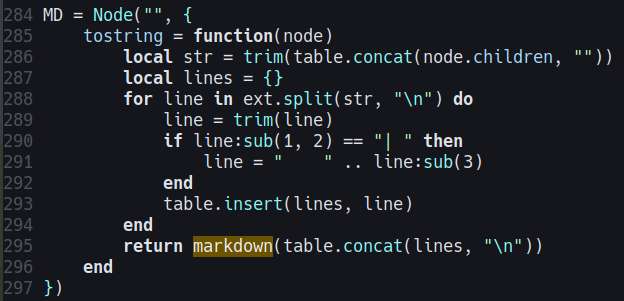 284 MD = Node("", {
285     tostring = function(node)
286         local str = trim(table.concat(node.children, ""))
287         local lines = {}
288         for line in ext.split(str, "\n") do
289             line = trim(line)
290             if line:sub(1, 2) == "| " then
291                 line = "    " .. line:sub(3)
292             end
293             table.insert(lines, line)
294         end
295         return markdown(table.concat(lines, "\n"))
296     end
297 })